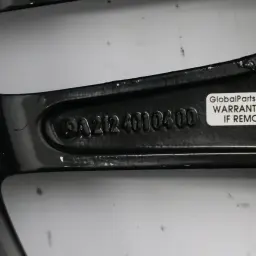 A2124010400
GlobalParts
WARRANT
IF REMO